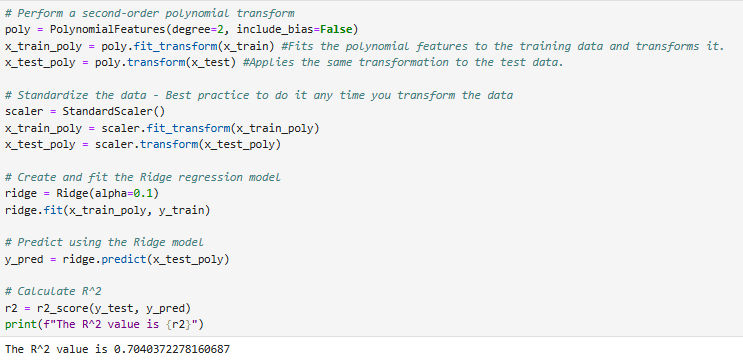 # Perform a second-order polynomial transform
poly = PolynomialFeatures(degree=2, include_bias=False)
x_train_poly = poly.fit_transform(x_train) #Fits the polynomial features to the training data and transforms it.
x_test_poly = poly.transform(x_test) #Applies the same transformation to the test data.
# Standardize the data - Best practice to do it any time you transform the data
scaler = StandardScaler()
x_train_poly = scaler.fit_transform(x_train_poly)
x_test_poly = scaler.transform(x_test_poly)
# Create and fit the Ridge regression model
ridge = Ridge(alpha=0.1)
ridge.fit(x_train_poly, y_train)
# Predict using the Ridge model
y_pred = ridge.predict(x_test_poly)
# Calculate R^2
r2 = r2_score(y_test, y_pred)
print(f"The R^2 value is {r2}")
The R^2 value is 0.7040372278160687